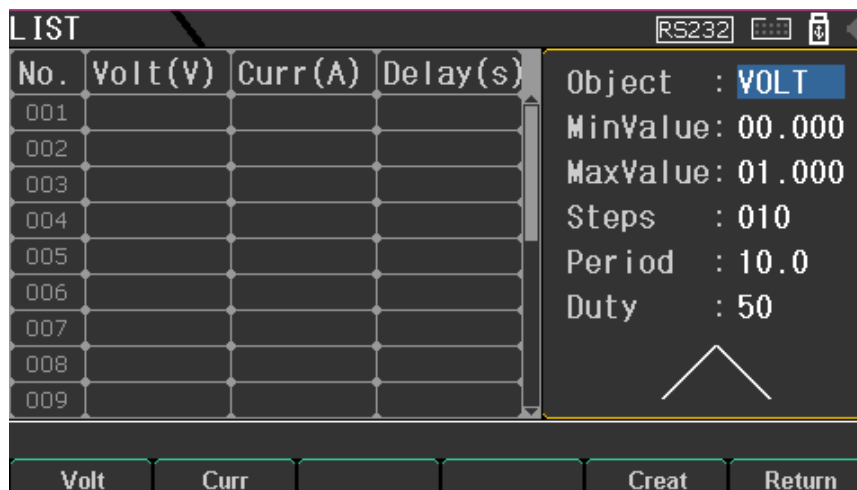 LIST RS232
No. Volt(V) Curr(A) Delay(s)
001
002
003
004
005
006
007
008
009
Object : VOLT
MinValue: 00.000
MaxValue: 01.000
Steps : 010
Period : 10.0
Duty : 50
Volt Curr Creat Return